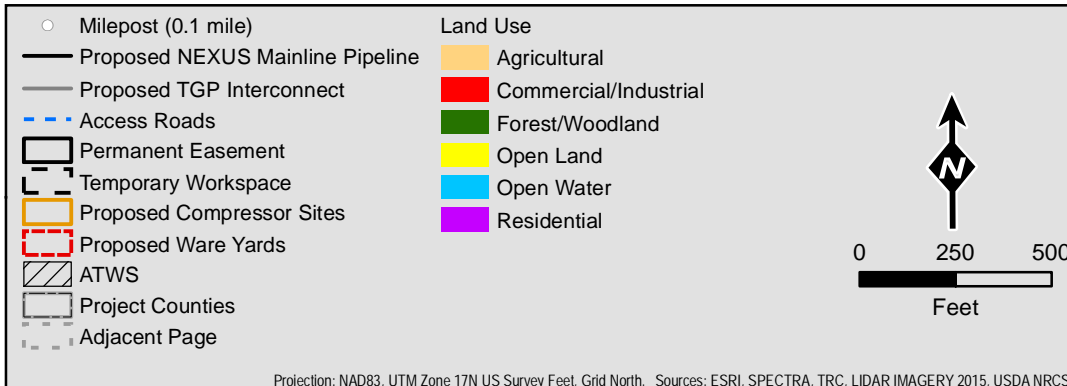 Milepost (0.1 mile)
Proposed NEXUS Mainline Pipeline
Proposed TGP Interconnect
Access Roads
Permanent Easement
Temporary Workspace
Proposed Compressor Sites
Proposed Ware Yards
ATWS
Project Counties
Adjacent Page
Land Use
Agricultural
Commercial/Industrial
Forest/Woodland
Open Land
Open Water
Residential
N
0 250 500
Feet
Projection: NAD83, UTM Zone 17N US Survey Feet, Grid North. Sources: ESRI, SPECTRA, TRC, LIDAR IMAGERY 2015, USDA NRCS